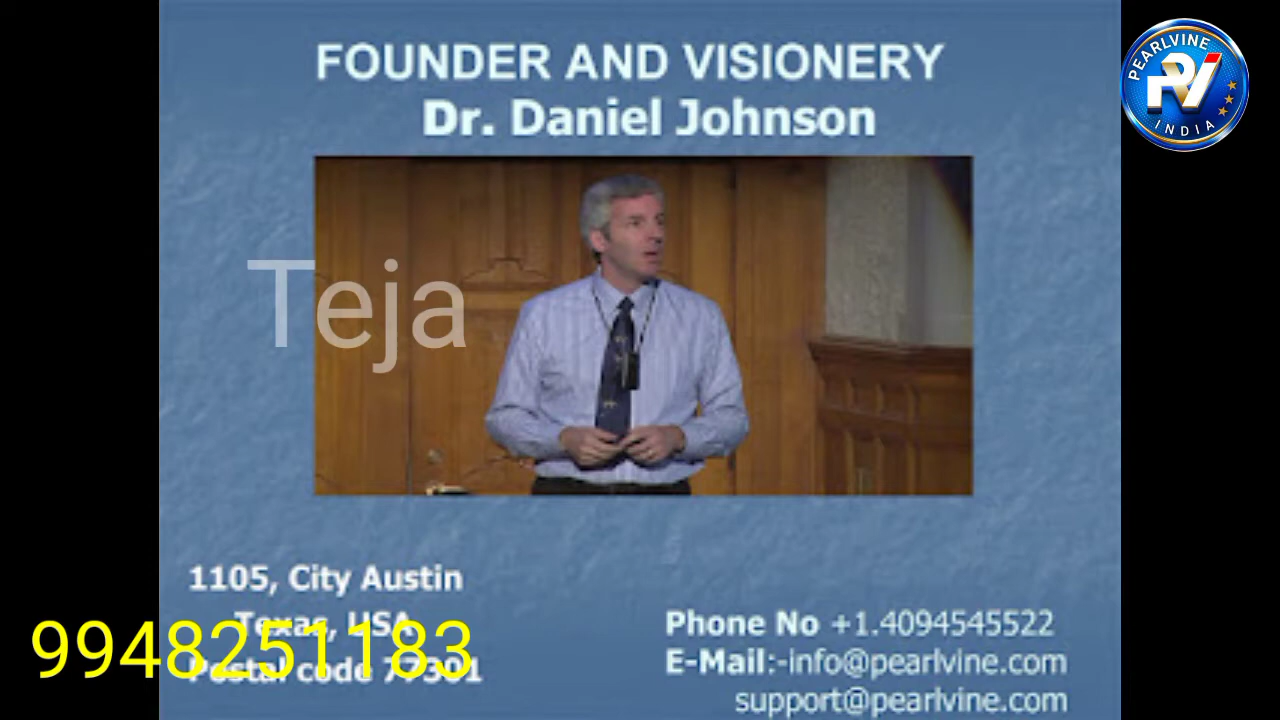 FOUNDER AND VISIONERY
Dr. Daniel Johnson
PEARLVINE
PVI
INDIA
Teja
1105, City Austin
Texas, USA
Postal code 77301
9948251183
Phone No +1.4094545522
E-Mail:-info@pearlvine.com
support@pearlvine.com